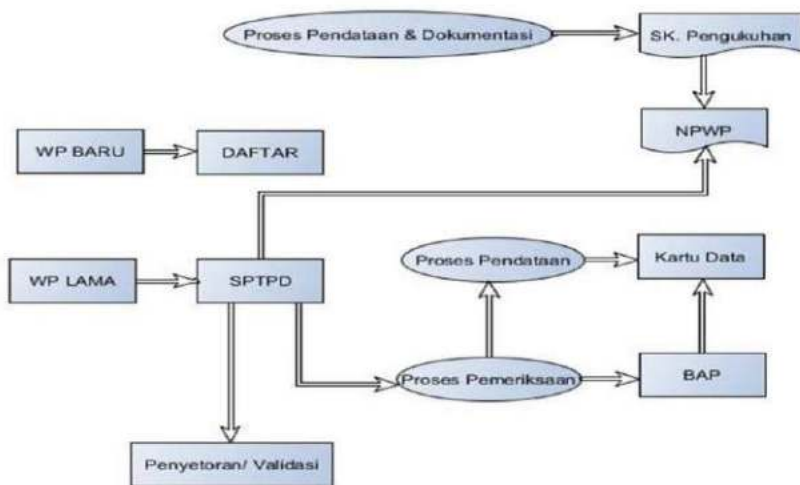 Proses Pendataan & Dokumentasi
SK. Pengukuhan
NPWP
WP BARU
DAFTAR
WP LAMA
SPTPD
Proses Pendataan
Kartu Data
Proses Pemeriksaan
BAP
Penyetoran/ Validasi